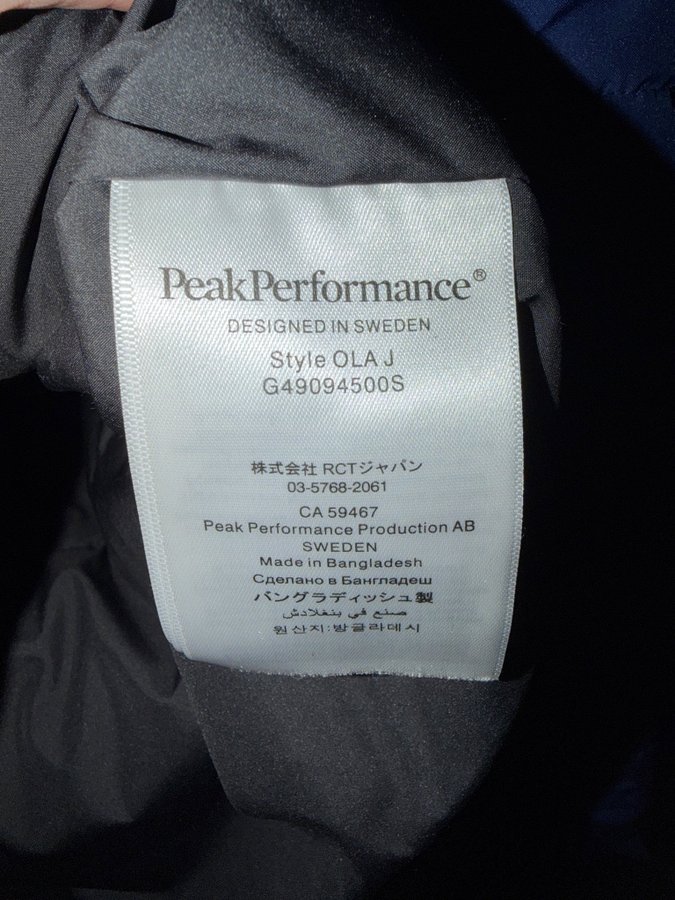 PeakPerformance®
DESIGNED IN SWEDEN
Style OLA J
G49094500S
株式会社 RCTジャパン
03-5768-2061
CA 59467
Peak Performance Production AB
SWEDEN
Made in Bangladesh
Сделано в Бангладеш
バングラディッシュ製
صنع في بنغلادش
원산지:방글라데시